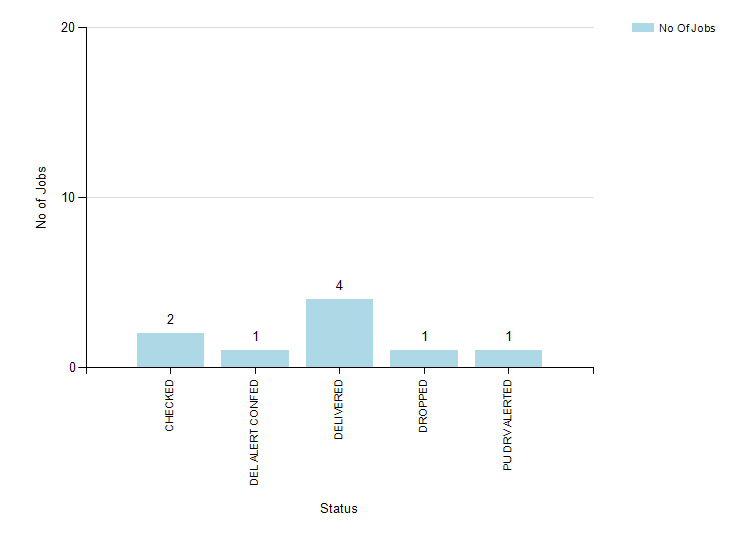 20
No Of Jobs
No of Jobs
10
4
2
1
1
1
0
CHECKED
DEL ALERT CONFED
DELIVERED
DROPPED
PU DRV ALERTED
Status